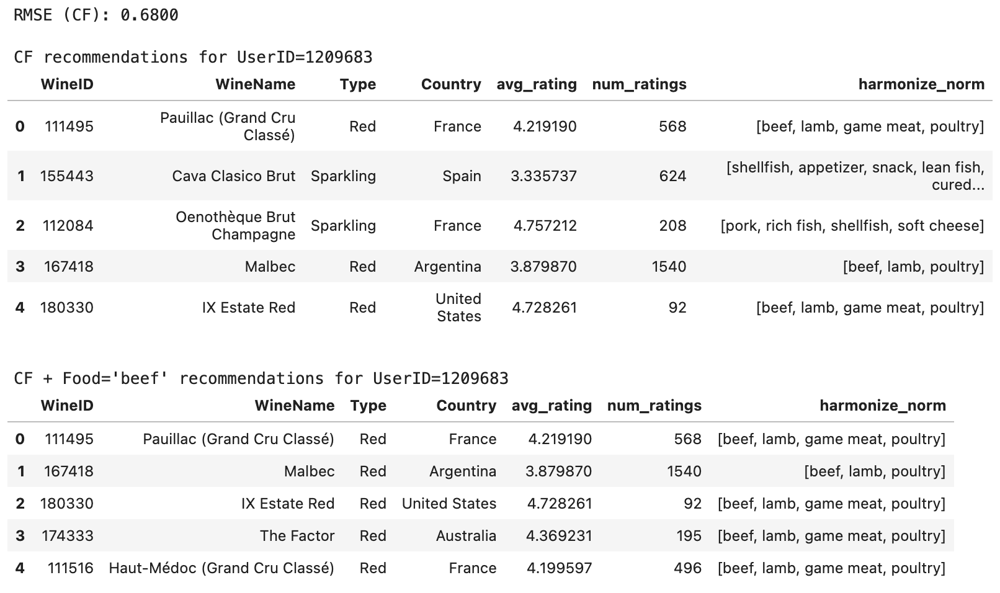 RMSE (CF): 0.6800
CF recommendations for UserID=1209683
WineID WineName Type Country avg_rating num_ratings harmonize_norm
0 111495 Pauillac (Grand Cru Classé) Red France 4.219190 568 [beef, lamb, game meat, poultry]
1 155443 Cava Clasico Brut Sparkling Spain 3.335737 624 [shellfish, appetizer, snack, lean fish, cured...
2 112084 Oenothèque Brut Champagne Sparkling France 4.757212 208 [pork, rich fish, shellfish, soft cheese]
3 167418 Malbec Red Argentina 3.879870 1540 [beef, lamb, poultry]
4 180330 IX Estate Red Red United States 4.728261 92 [beef, lamb, game meat, poultry]
CF + Food='beef' recommendations for UserID=1209683
WineID WineName Type Country avg_rating num_ratings harmonize_norm
0 111495 Pauillac (Grand Cru Classé) Red France 4.219190 568 [beef, lamb, game meat, poultry]
1 167418 Malbec Red Argentina 3.879870 1540 [beef, lamb, poultry]
2 180330 IX Estate Red Red United States 4.728261 92 [beef, lamb, game meat, poultry]
3 174333 The Factor Red Australia 4.369231 195 [beef, lamb, game meat, poultry]
4 111516 Haut-Médoc (Grand Cru Classé) Red France 4.199597 496 [beef, lamb, game meat, poultry]